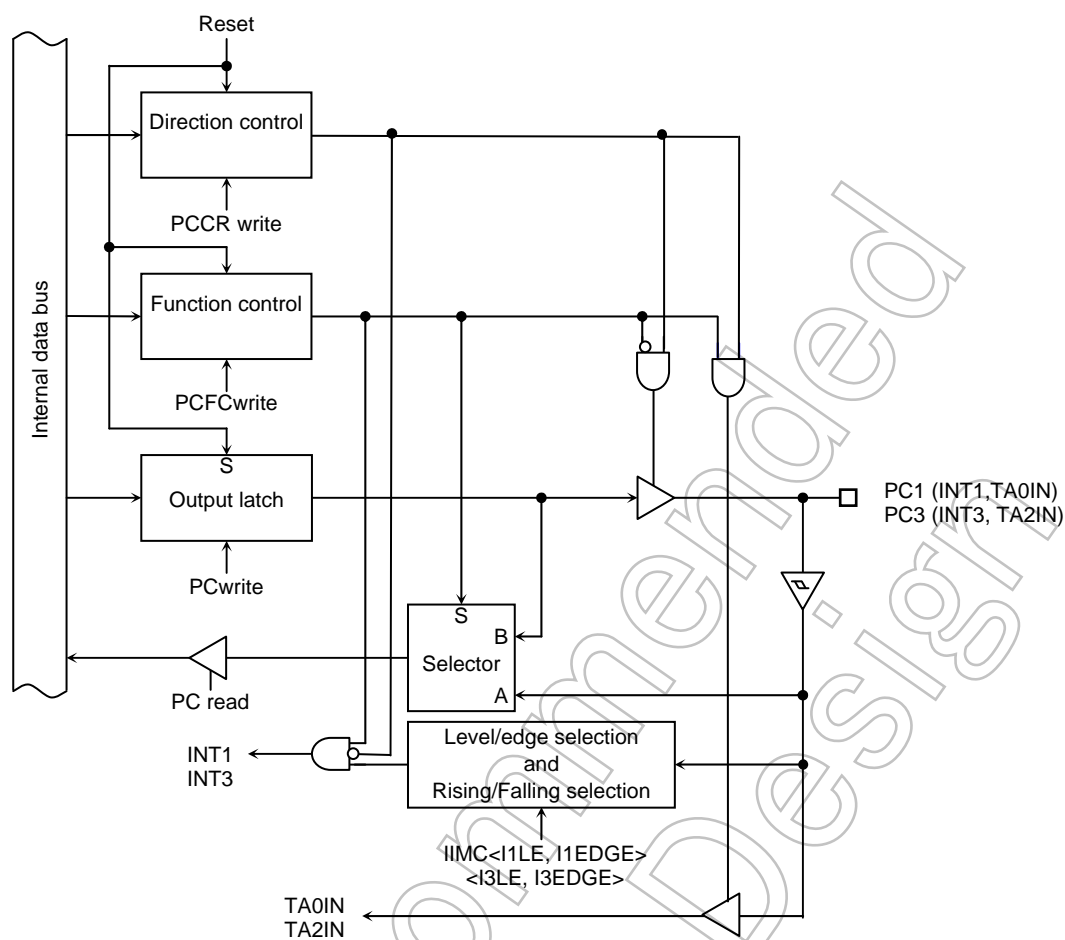 Reset
Direction control
PCCR write
Function control
PCFCwrite
Internal data bus
S
Output latch
PCwrite
PC1 (INT1,TA0IN)
PC3 (INT3, TA2IN)
S
B
Selector
A
PC read
Level/edge selection
and
Rising/Falling selection
INT1
INT3
IIMC<I1LE, I1EDGE>
<I3LE, I3EDGE>
TA0IN
TA2IN
ommended
Design